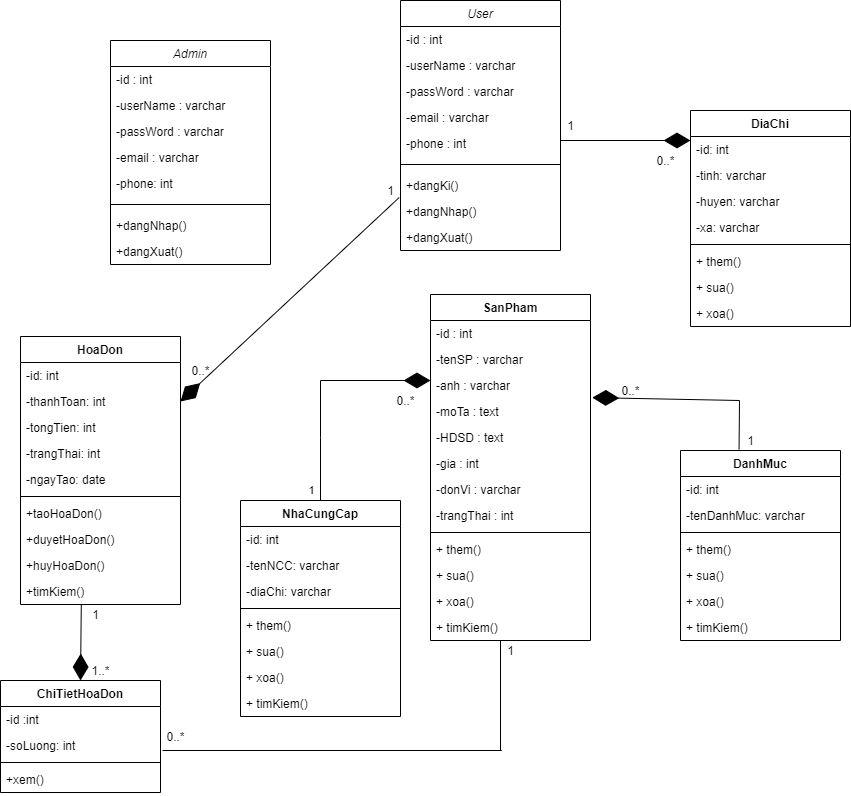 Admin
-id : int
-userName : varchar
-passWord : varchar
-email : varchar
-phone: int
+dangNhap()
+dangXuat()
User
-id : int
-userName : varchar
-passWord : varchar
-email : varchar
-phone : int
+dangKi()
+dangNhap()
+dangXuat()
1
0..*
DiaChi
-id: int
-tinh: varchar
-huyen: varchar
-xa: varchar
+ them()
+ sua()
+ xoa()
1
0..*
HoaDon
-id: int
-thanhToan: int
-tongTien: int
-trangThai: int
-ngayTao: date
+taoHoaDon()
+duyetHoaDon()
+huyHoaDon()
+timKiem()
SanPham
-id : int
-tenSP : varchar
-anh : varchar
-moTa : text
-HDSD : text
-gia : int
-donVi : varchar
-trangThai : int
+ them()
+ sua()
+ xoa()
+ timKiem()
0..*
1
NhaCungCap
-id: int
-tenNCC: varchar
-diaChi: varchar
+ them()
+ sua()
+ xoa()
+ timKiem()
0..*
1
DanhMuc
-id: int
-tenDanhMuc: varchar
+ them()
+ sua()
+ xoa()
+ timKiem()
1
1..*
ChiTietHoaDon
-id :int
-soLuong: int
+xem()
0..*
1